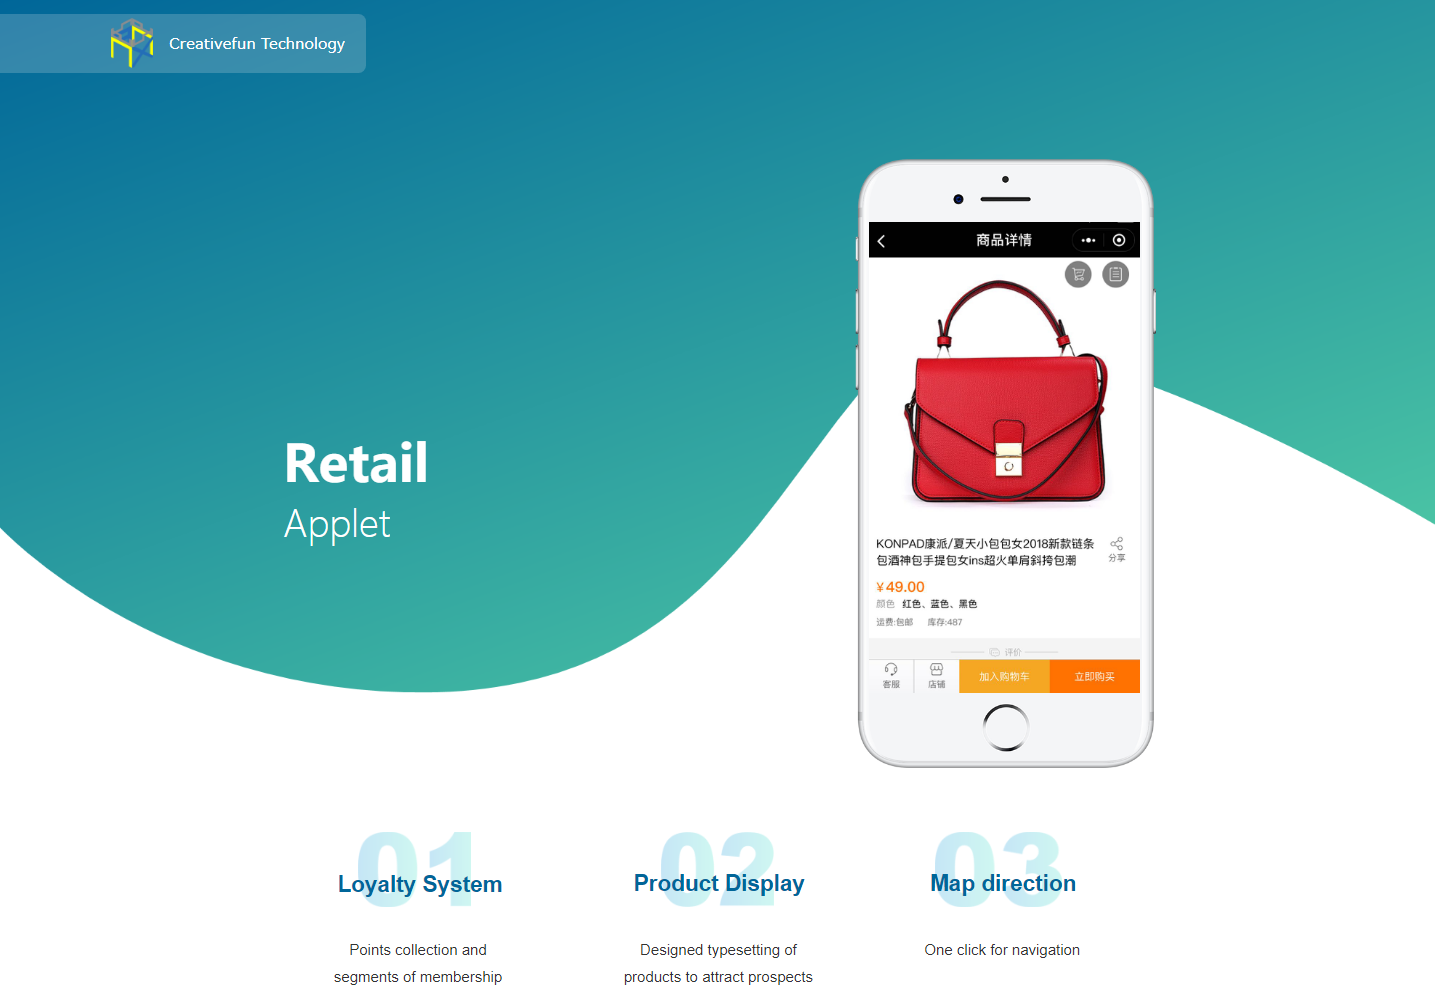 Creativefun Technology
商品详情
Retail
Applet
KONPAD康派/夏天小包包女2018新款链条
包酒神包手提包女ins超火单肩斜挎包潮
分享
¥49.00
颜色 红色、蓝色、黑色
运费:包邮 库存:487
评价
客服 店铺 加入购物车 立即购买
01
Loyalty System
Points collection and
segments of membership
02
Product Display
Designed typesetting of
products to attract prospects
03
Map direction
One click for navigation